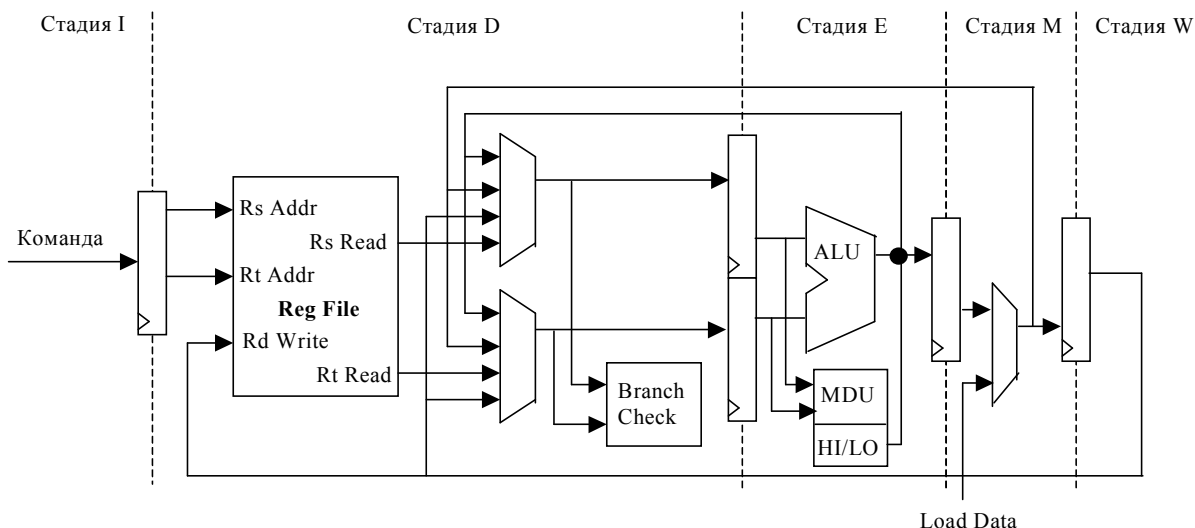 Стадия I
Стадия D
Стадия E
Стадия M
Стадия W
Команда
Rs Addr
Rs Read
Rt Addr
Reg File
Rd Write
Rt Read
Branch
Check
ALU
MDU
HI/LO
Load Data